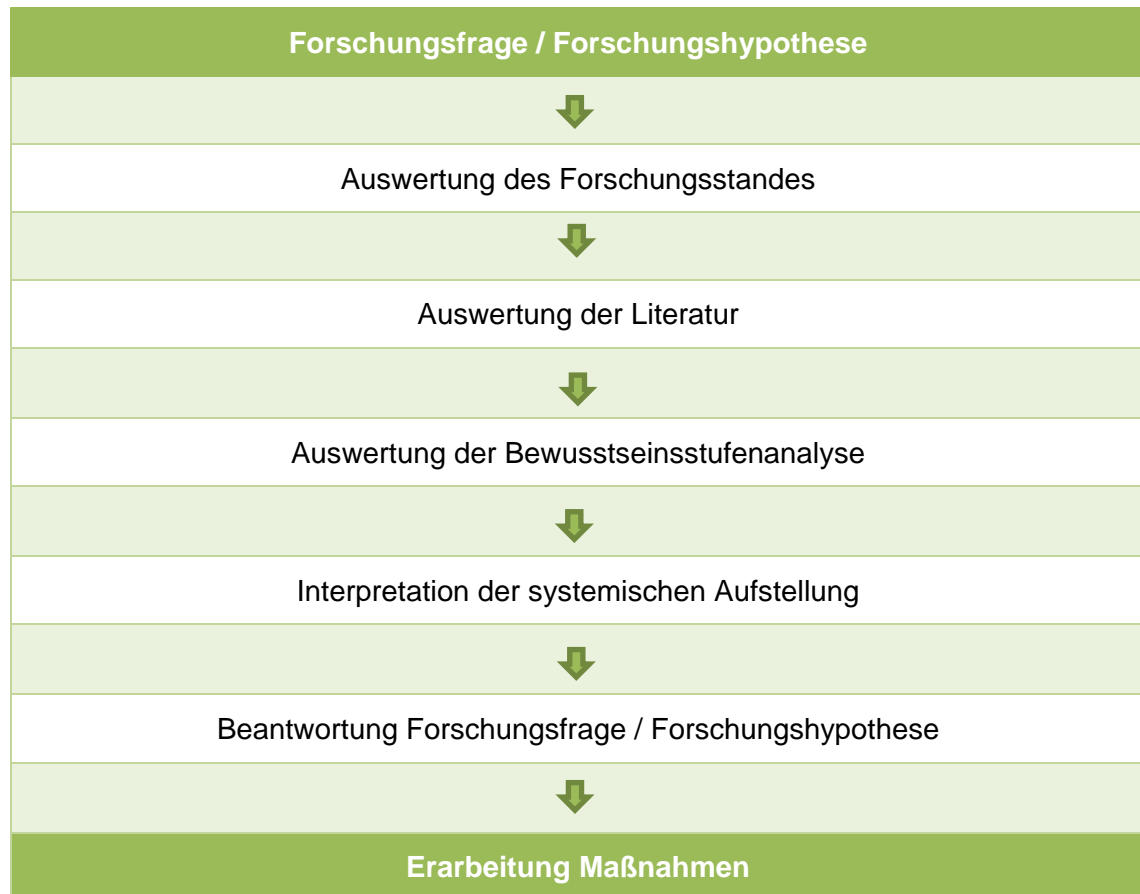 Forschungsfrage / Forschungshypothese
Auswertung des Forschungsstandes
Auswertung der Literatur
Auswertung der Bewusstseinsstufenanalyse
Interpretation der systemischen Aufstellung
Beantwortung Forschungsfrage / Forschungshypothese
Erarbeitung Maßnahmen